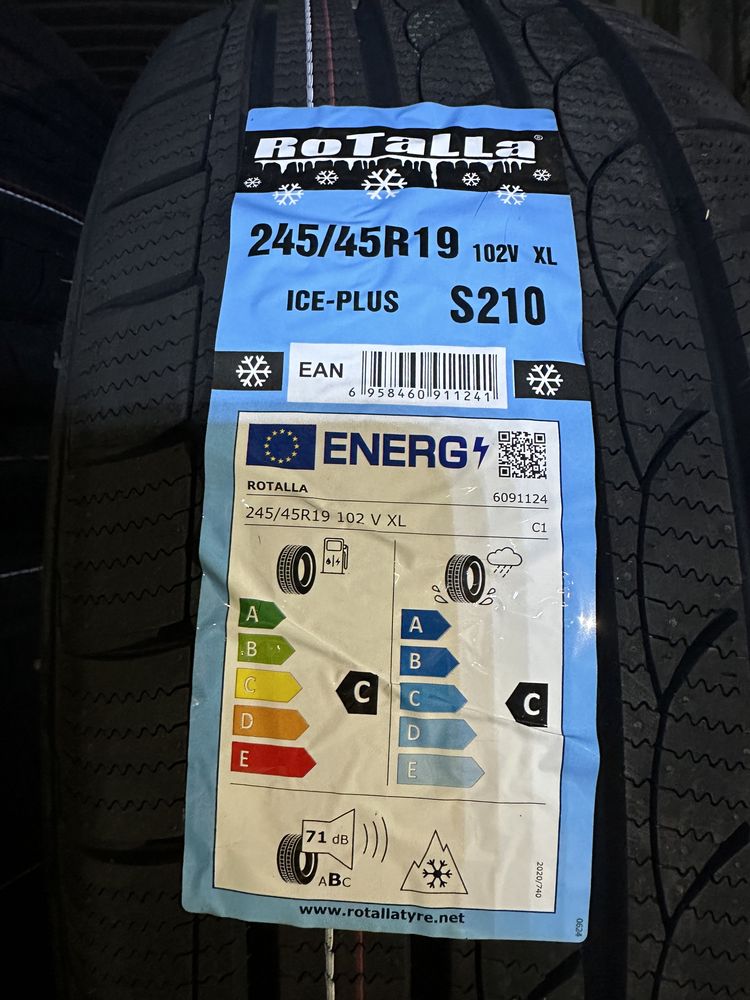 RoTaLLa®
245/45R19 102V XL
ICE-PLUS S210
EAN
6 958460 911241
ENERG
ROTALLA 6091124
245/45R19 102 V XL C1
A A
B B
C C C C
D D
E E
71 dB
ABC
2020/740
www.rotallatyre.net
0624